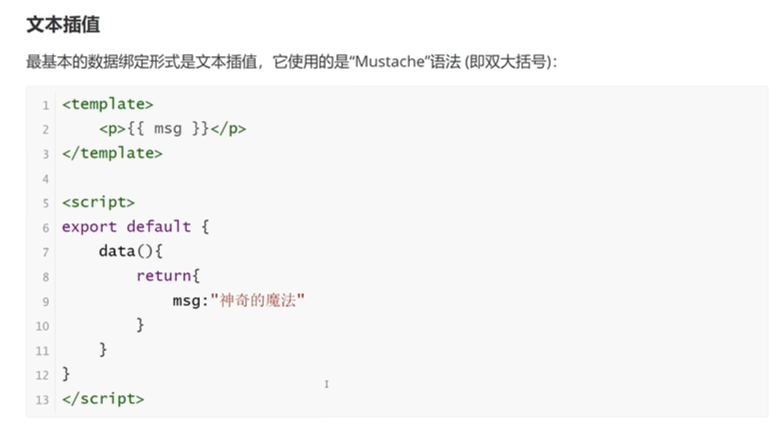 文本插值
最基本的数据绑定形式是文本插值，它使用的是“Mustache”语法 (即双大括号)：
1 <template>
2     <p>{{ msg }}</p>
3 </template>
4
5 <script>
6 export default {
7     data(){
8         return{
9             msg:"神奇的魔法"
10         }
11     }
12 }
13 </script>